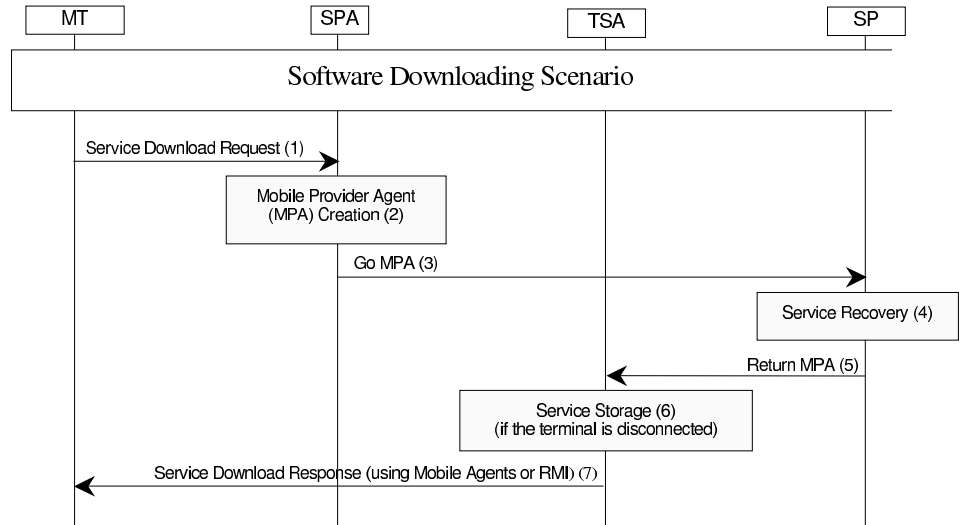 MT
SPA
TSA
SP
Software Downloading Scenario
Service Download Request (1)
Mobile Provider Agent
(MPA) Creation (2)
Go MPA (3)
Service Recovery (4)
Return MPA (5)
Service Storage (6)
(if the terminal is disconnected)
Service Download Response (using Mobile Agents or RMI) (7)